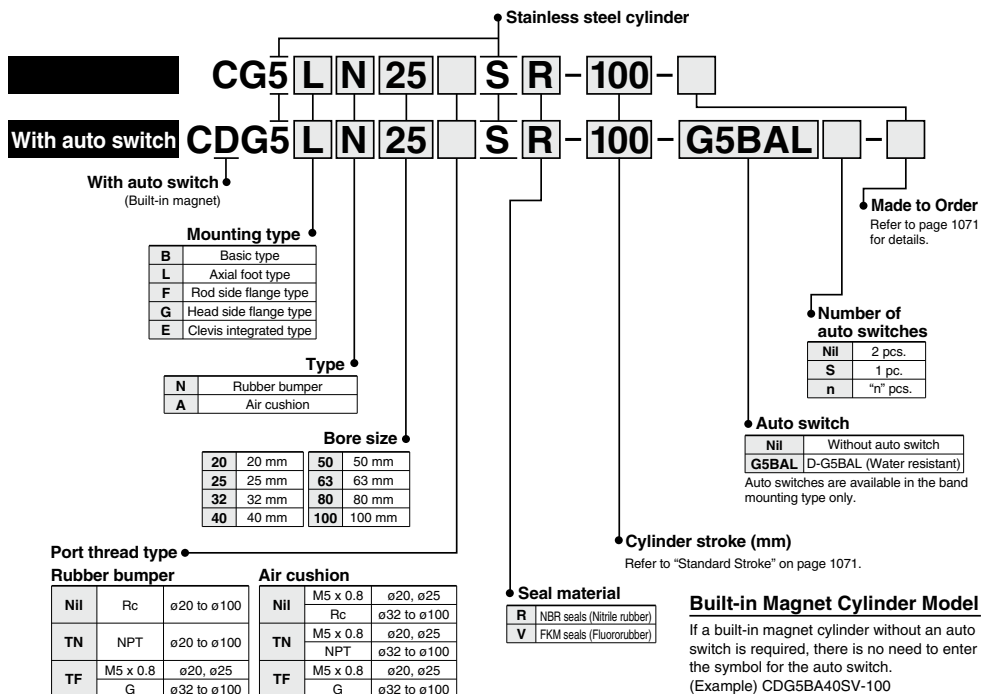 Stainless steel cylinder
CG5 L N 25 S R - 100 -
With auto switch CDG5 L N 25 S R - 100 - G5BAL -
With auto switch
(Built-in magnet)
Made to Order
Refer to page 1071
for details.
Mounting type
B Basic type
L Axial foot type
F Rod side flange type
G Head side flange type
E Clevis integrated type
Number of
auto switches
Nil 2 pcs.
S 1 pc.
n "n" pcs.
Type
N Rubber bumper
A Air cushion
Auto switch
Nil Without auto switch
G5BAL D-G5BAL (Water resistant)
Auto switches are available in the band
mounting type only.
Bore size
20 20 mm 50 50 mm
25 25 mm 63 63 mm
32 32 mm 80 80 mm
40 40 mm 100 100 mm
Cylinder stroke (mm)
Refer to "Standard Stroke" on page 1071.
Port thread type
Rubber bumper
Nil Rc ø20 to ø100
TN NPT ø20 to ø100
TF M5 x 0.8 ø20, ø25
G ø32 to ø100
Air cushion
Nil M5 x 0.8 ø20, ø25
Rc ø32 to ø100
TN M5 x 0.8 ø20, ø25
NPT ø32 to ø100
TF M5 x 0.8 ø20, ø25
G ø32 to ø100
Seal material
R NBR seals (Nitrile rubber)
V FKM seals (Fluororubber)
Built-in Magnet Cylinder Model
If a built-in magnet cylinder without an auto
switch is required, there is no need to enter
the symbol for the auto switch.
(Example) CDG5BA40SV-100